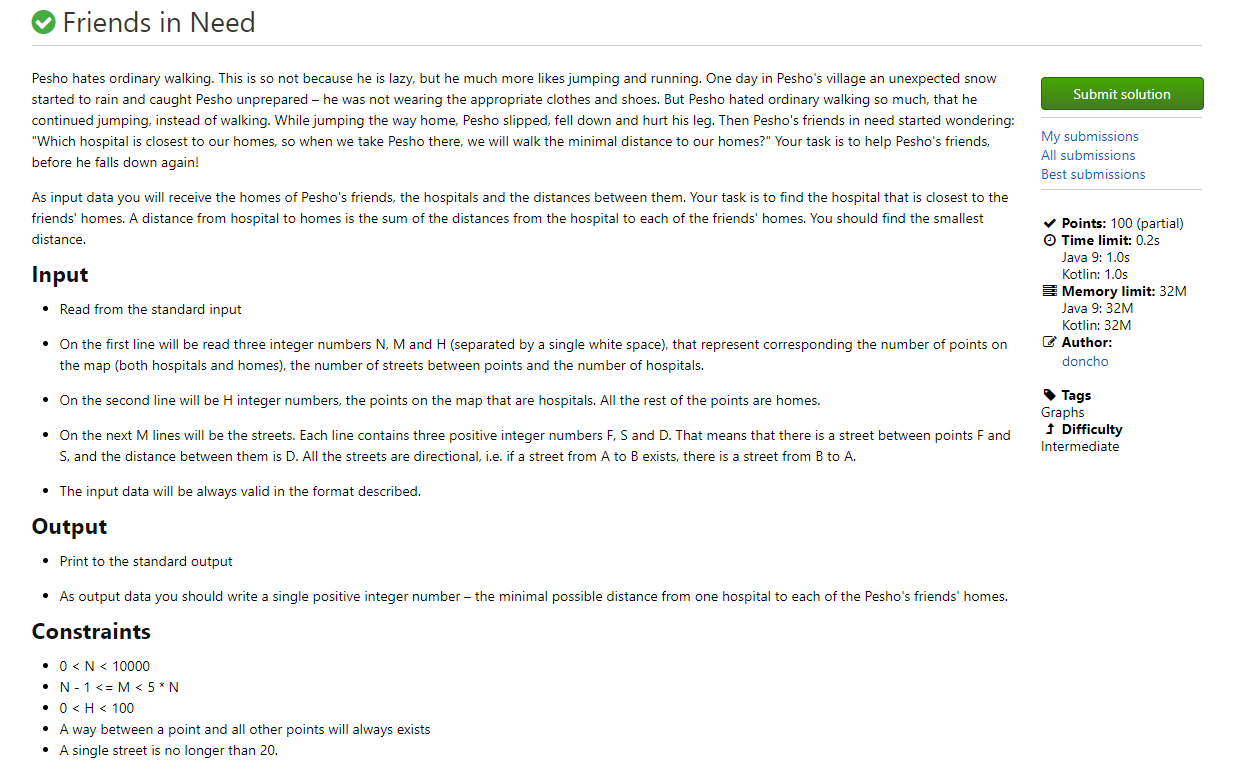 Friends in Need
Pesho hates ordinary walking. This is so not because he is lazy, but he much more likes jumping and running. One day in Pesho's village an unexpected snow
started to rain and caught Pesho unprepared – he was not wearing the appropriate clothes and shoes. But Pesho hated ordinary walking so much, that he
continued jumping, instead of walking. While jumping the way home, Pesho slipped, fell down and hurt his leg. Then Pesho's friends in need started wondering:
"Which hospital is closest to our homes, so when we take Pesho there, we will walk the minimal distance to our homes?" Your task is to help Pesho's friends,
before he falls down again!
As input data you will receive the homes of Pesho's friends, the hospitals and the distances between them. Your task is to find the hospital that is closest to the
friends' homes. A distance from hospital to homes is the sum of the distances from the hospital to each of the friends' homes. You should find the smallest
distance.
Input
• Read from the standard input
• On the first line will be read three integer numbers N, M and H (separated by a single white space), that represent corresponding the number of points on
the map (both hospitals and homes), the number of streets between points and the number of hospitals.
• On the second line will be H integer numbers, the points on the map that are hospitals. All the rest of the points are homes.
• On the next M lines will be the streets. Each line contains three positive integer numbers F, S and D. That means that there is a street between points F and
S, and the distance between them is D. All the streets are directional, i.e. if a street from A to B exists, there is a street from B to A.
• The input data will be always valid in the format described.
Output
• Print to the standard output
• As output data you should write a single positive integer number – the minimal possible distance from one hospital to each of the Pesho's friends' homes.
Constraints
• 0 < N < 10000
• N - 1 <= M < 5 * N
• 0 < H < 100
• A way between a point and all other points will always exists
• A single street is no longer than 20.
Submit solution
My submissions
All submissions
Best submissions
Points: 100 (partial)
Time limit: 0.2s
Java 9: 1.0s
Kotlin: 1.0s
Memory limit: 32M
Java 9: 32M
Kotlin: 32M
Author:
doncho
Tags
Graphs
Difficulty
Intermediate